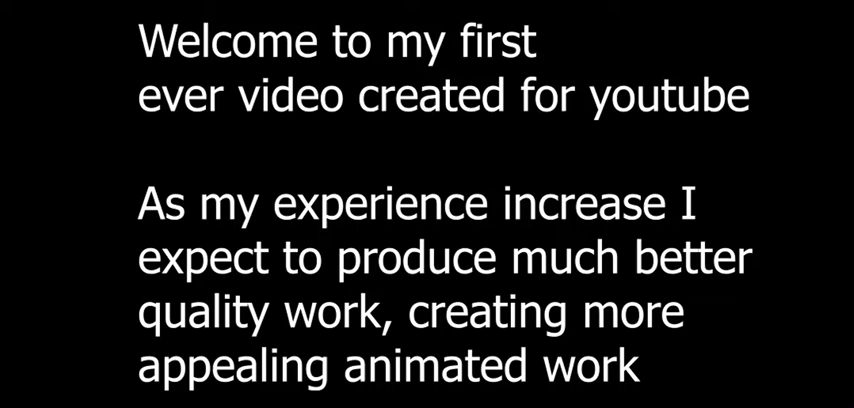 Welcome to my first
ever video created for youtube
As my experience increase I
expect to produce much better
quality work, creating more
appealing animated work